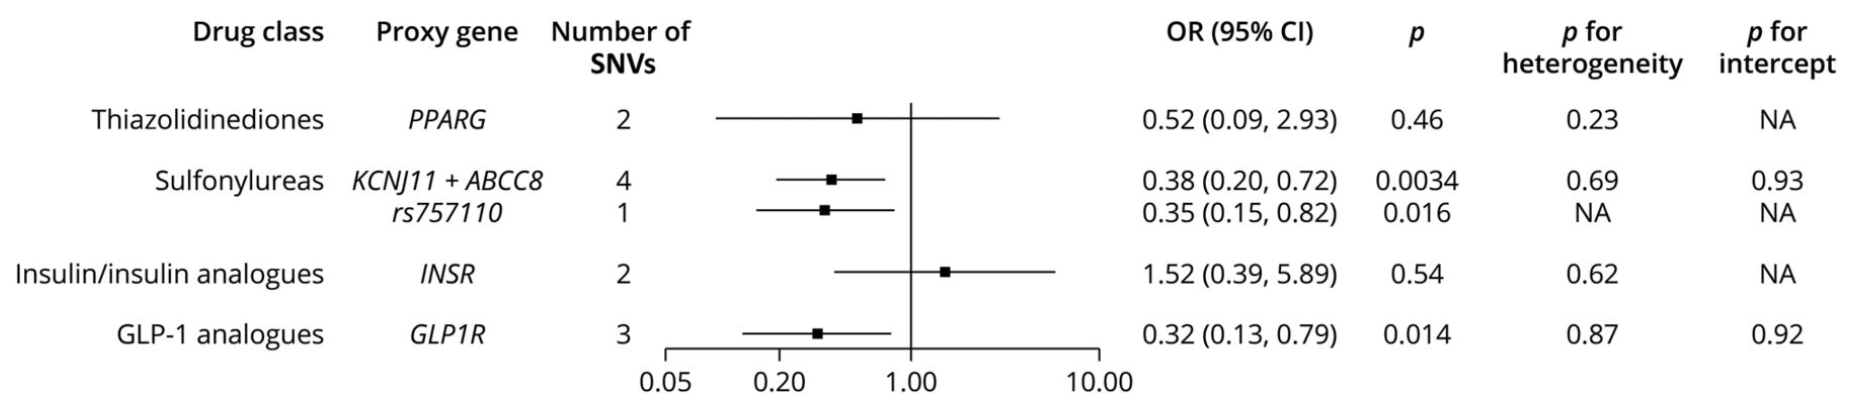 Drug class Proxy gene Number of SNVs OR (95% CI) p p for heterogeneity p for intercept
Thiazolidinediones PPARG 2 0.52 (0.09, 2.93) 0.46 0.23 NA
Sulfonylureas KCNJ11 + ABCC8 4 0.38 (0.20, 0.72) 0.0034 0.69 0.93
rs757110 1 0.35 (0.15, 0.82) 0.016 NA NA
Insulin/insulin analogues INSR 2 1.52 (0.39, 5.89) 0.54 0.62 NA
GLP-1 analogues GLP1R 3 0.32 (0.13, 0.79) 0.014 0.87 0.92
0.05 0.20 1.00 10.00